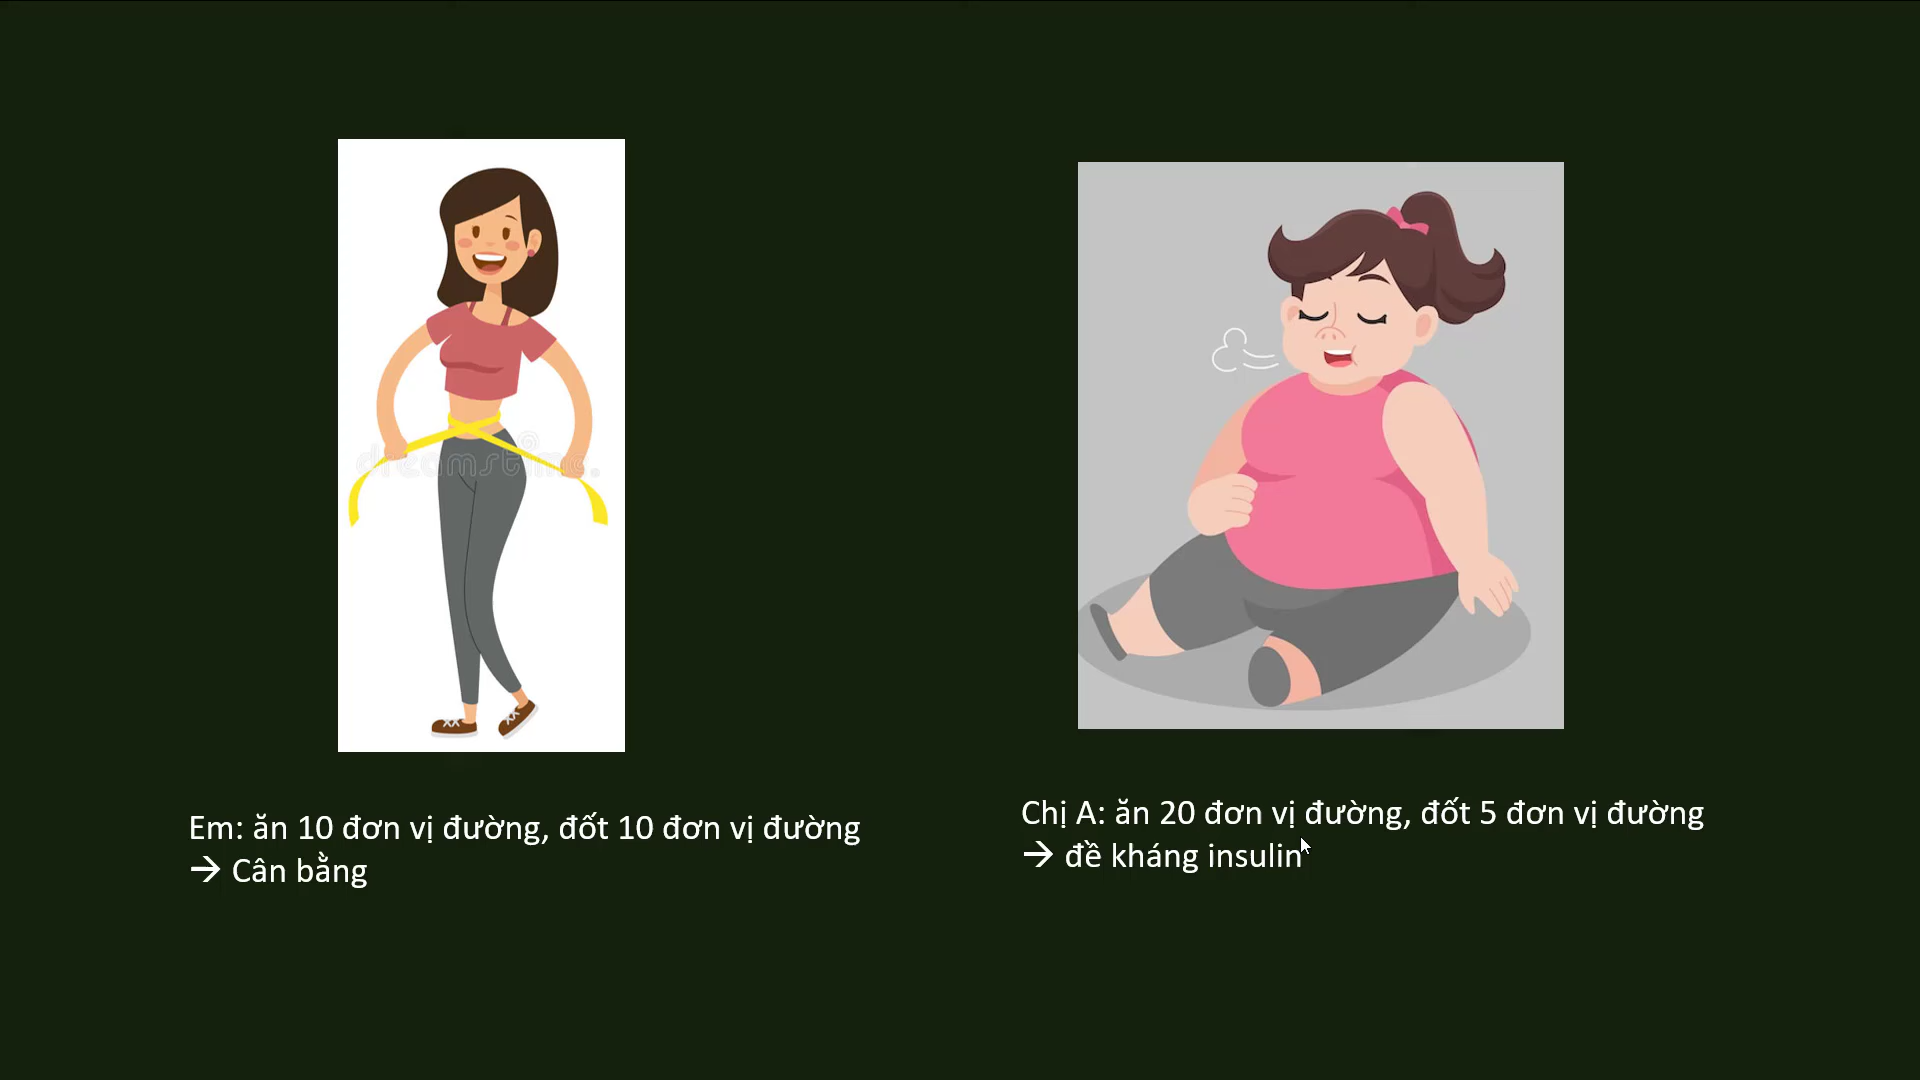 dreamstime.
Em: ăn 10 đơn vị đường, đốt 10 đơn vị đường
→ Cân bằng
Chị A: ăn 20 đơn vị đường, đốt 5 đơn vị đường
→ đề kháng insulin